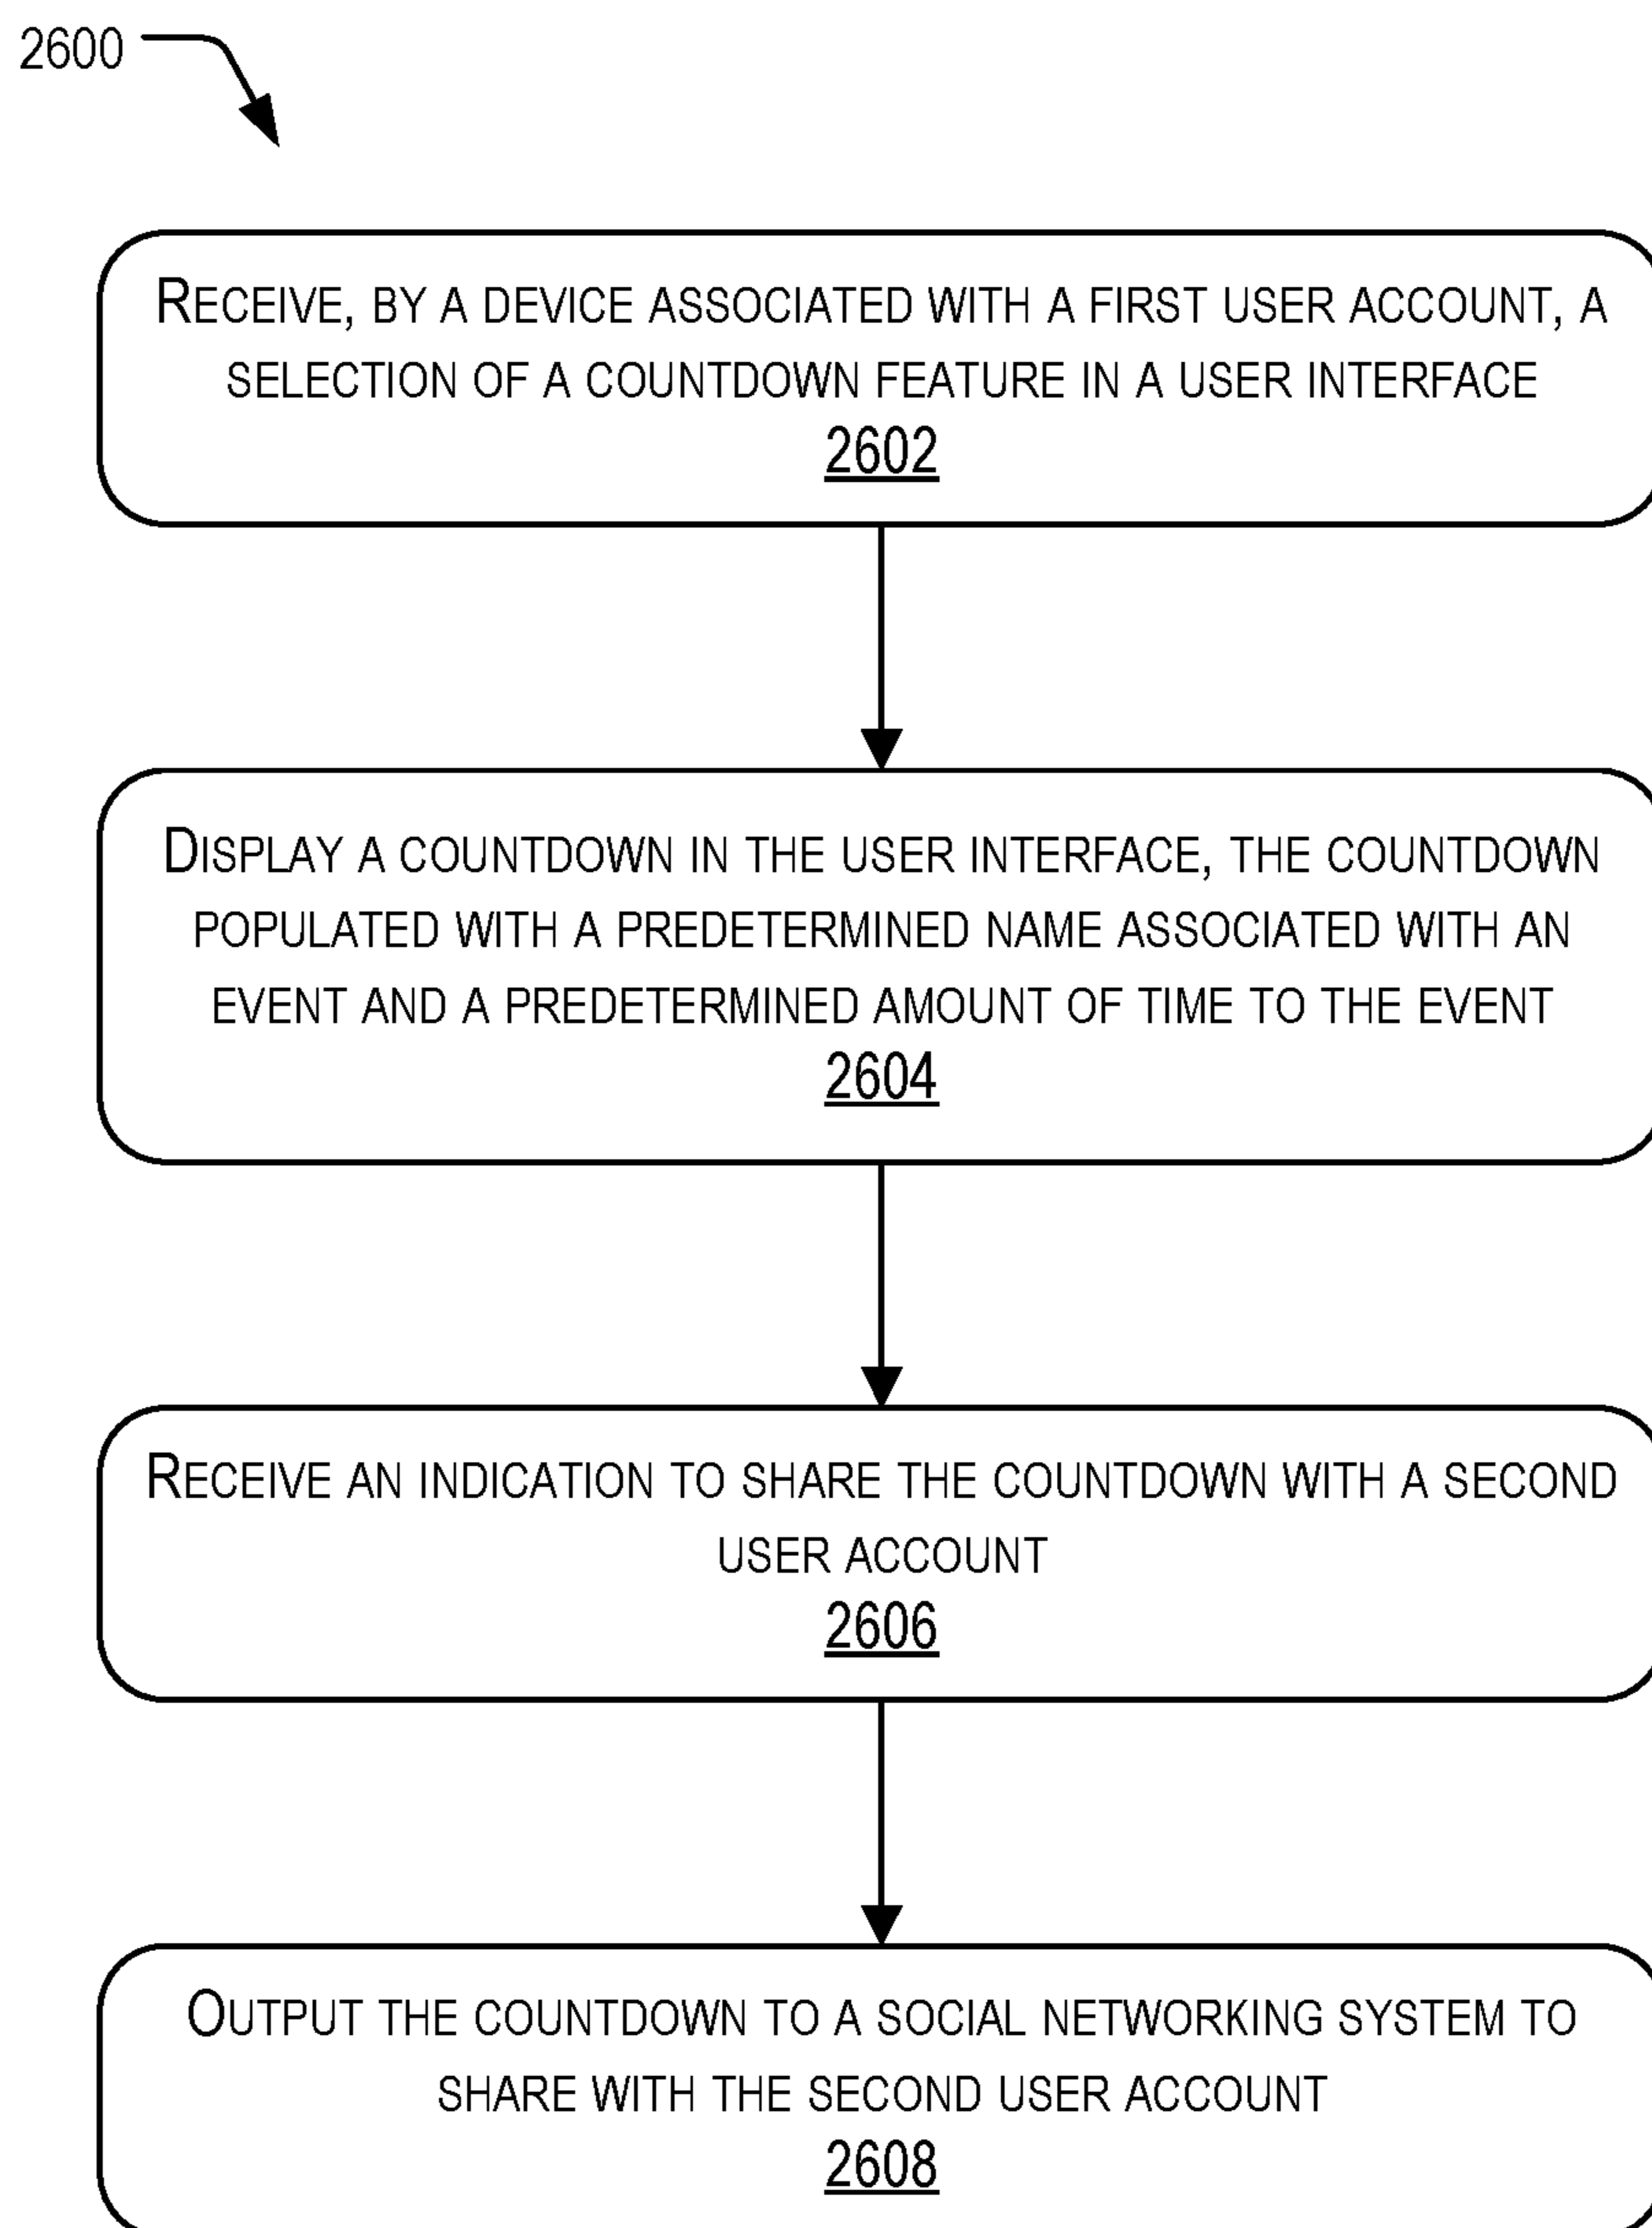 2600
RECEIVE, BY A DEVICE ASSOCIATED WITH A FIRST USER ACCOUNT, A
SELECTION OF A COUNTDOWN FEATURE IN A USER INTERFACE
2602
DISPLAY A COUNTDOWN IN THE USER INTERFACE, THE COUNTDOWN
POPULATED WITH A PREDETERMINED NAME ASSOCIATED WITH AN
EVENT AND A PREDETERMINED AMOUNT OF TIME TO THE EVENT
2604
RECEIVE AN INDICATION TO SHARE THE COUNTDOWN WITH A SECOND
USER ACCOUNT
2606
OUTPUT THE COUNTDOWN TO A SOCIAL NETWORKING SYSTEM TO
SHARE WITH THE SECOND USER ACCOUNT
2608